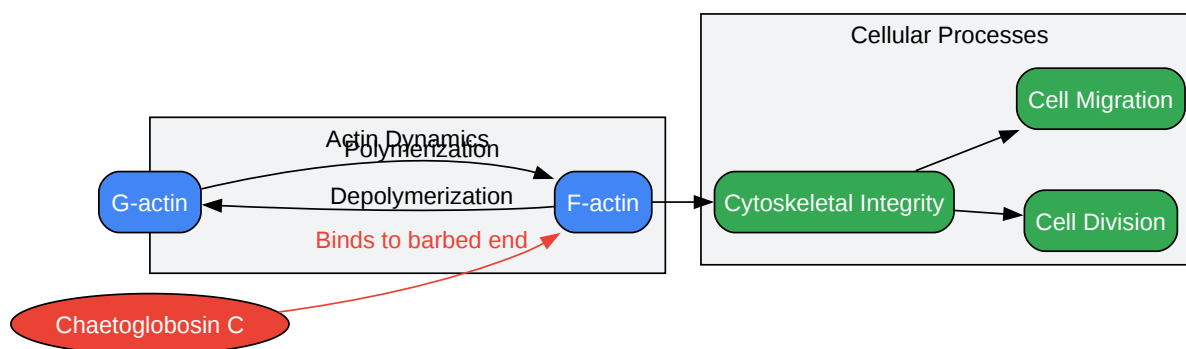 Cellular Processes
Cell Migration
Actin Dynamics
Polymerization
Depolymerization
G-actin
F-actin
Cytoskeletal Integrity
Cell Division
Binds to barbed end
Chaetoglobosin C